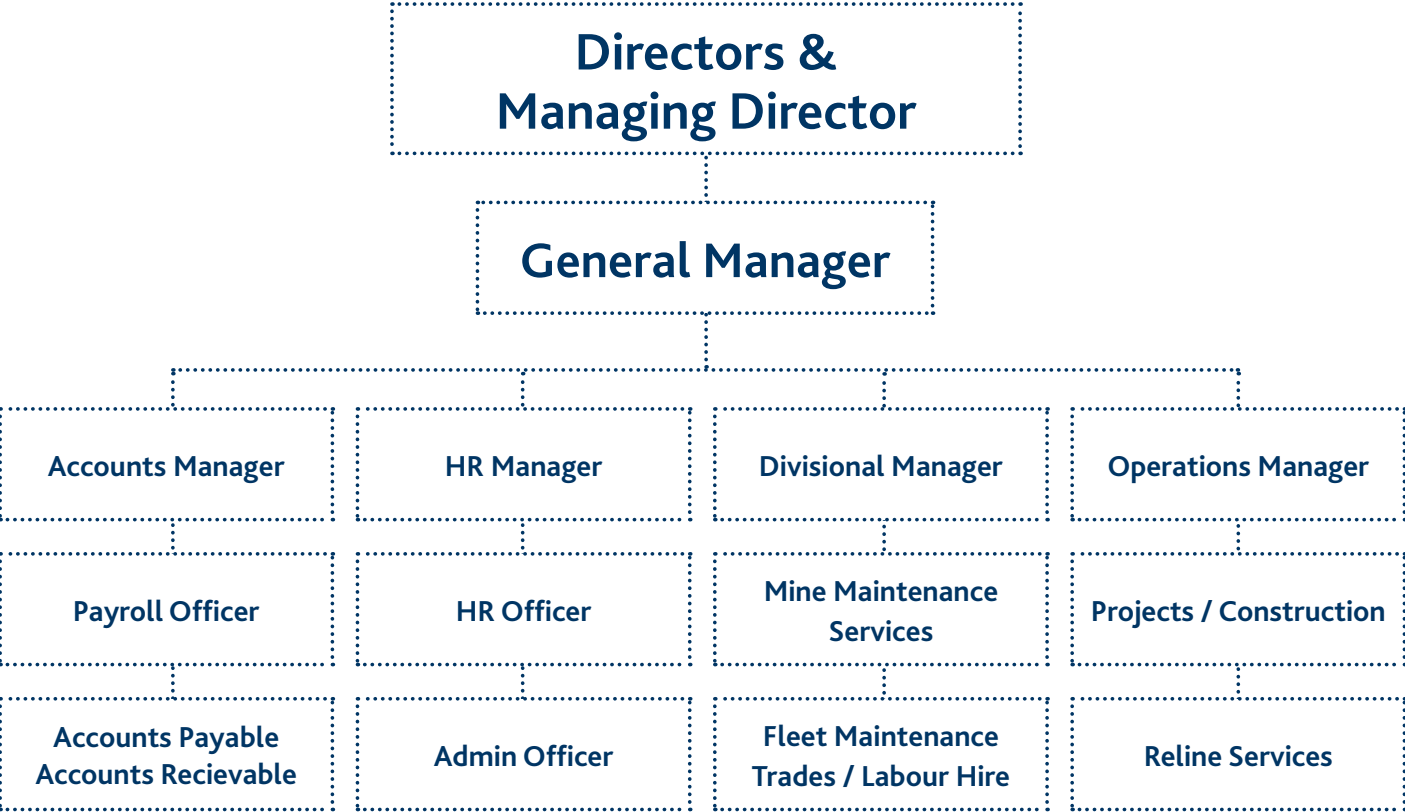 Directors &
Managing Director
General Manager
Accounts Manager
HR Manager
Divisional Manager
Operations Manager
Payroll Officer
HR Officer
Mine Maintenance
Services
Projects / Construction
Accounts Payable
Accounts Recievable
Admin Officer
Fleet Maintenance
Trades / Labour Hire
Reline Services